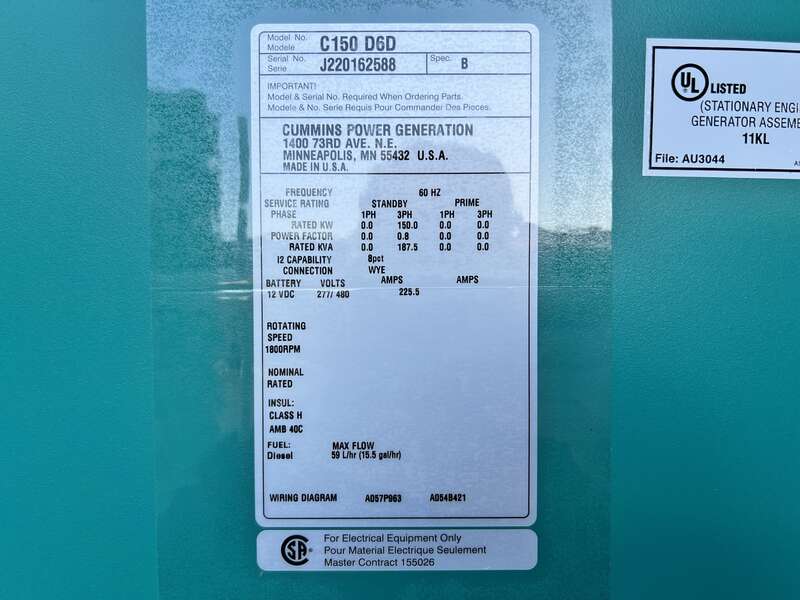 Model No. C150 D6D
Modele
Serial No. J220162588 Spec. B
Serie
IMPORTANT!
Model & Serial No. Required When Ordering Parts.
Modele & No. Serie Requis Pour Commander Des Pieces.
CUMMINS POWER GENERATION
1400 73RD AVE. N.E.
MINNEAPOLIS, MN 55432 U.S.A.
MADE IN U.S.A.
FREQUENCY 60 HZ
SERVICE RATING STANDBY PRIME
PHASE 1PH 3PH 1PH 3PH
RATED KW 0.0 150.0 0.0 0.0
POWER FACTOR 0.0 0.8 0.0 0.0
RATED KVA 0.0 187.5 0.0 0.0
I2 CAPABILITY 8pct
CONNECTION WYE
BATTERY VOLTS AMPS AMPS
12 VDC 277/ 480 225.5
ROTATING
SPEED
1800RPM
NOMINAL
RATED
INSUL:
CLASS H
AMB 40C
FUEL: MAX FLOW
Diesel 59 L/hr (15.5 gal/hr)
WIRING DIAGRAM A057P963 A054B421
CSA
For Electrical Equipment Only
Pour Material Electrique Seulement
Master Contract 155026
UL LISTED
(STATIONARY ENGI
GENERATOR ASSEM
11KL
File: AU3044